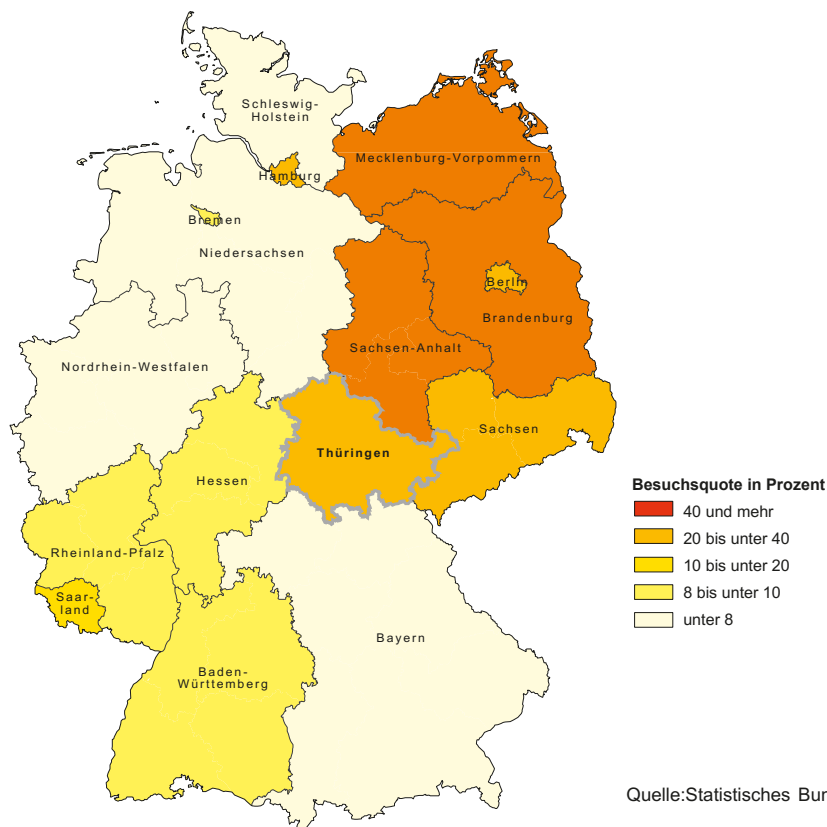 Schleswig-
Holstein
Mecklenburg-Vorpommern
Hamburg
Bremen
Niedersachsen
Berlin
Brandenburg
Sachsen-Anhalt
Nordrhein-Westfalen
Sachsen
Thüringen
Hessen
Rheinland-Pfalz
Saar-
land
Bayern
Baden-
Württemberg
Besuchsquote in Prozent
40 und mehr
20 bis unter 40
10 bis unter 20
8 bis unter 10
unter 8
Quelle:Statistisches Bur